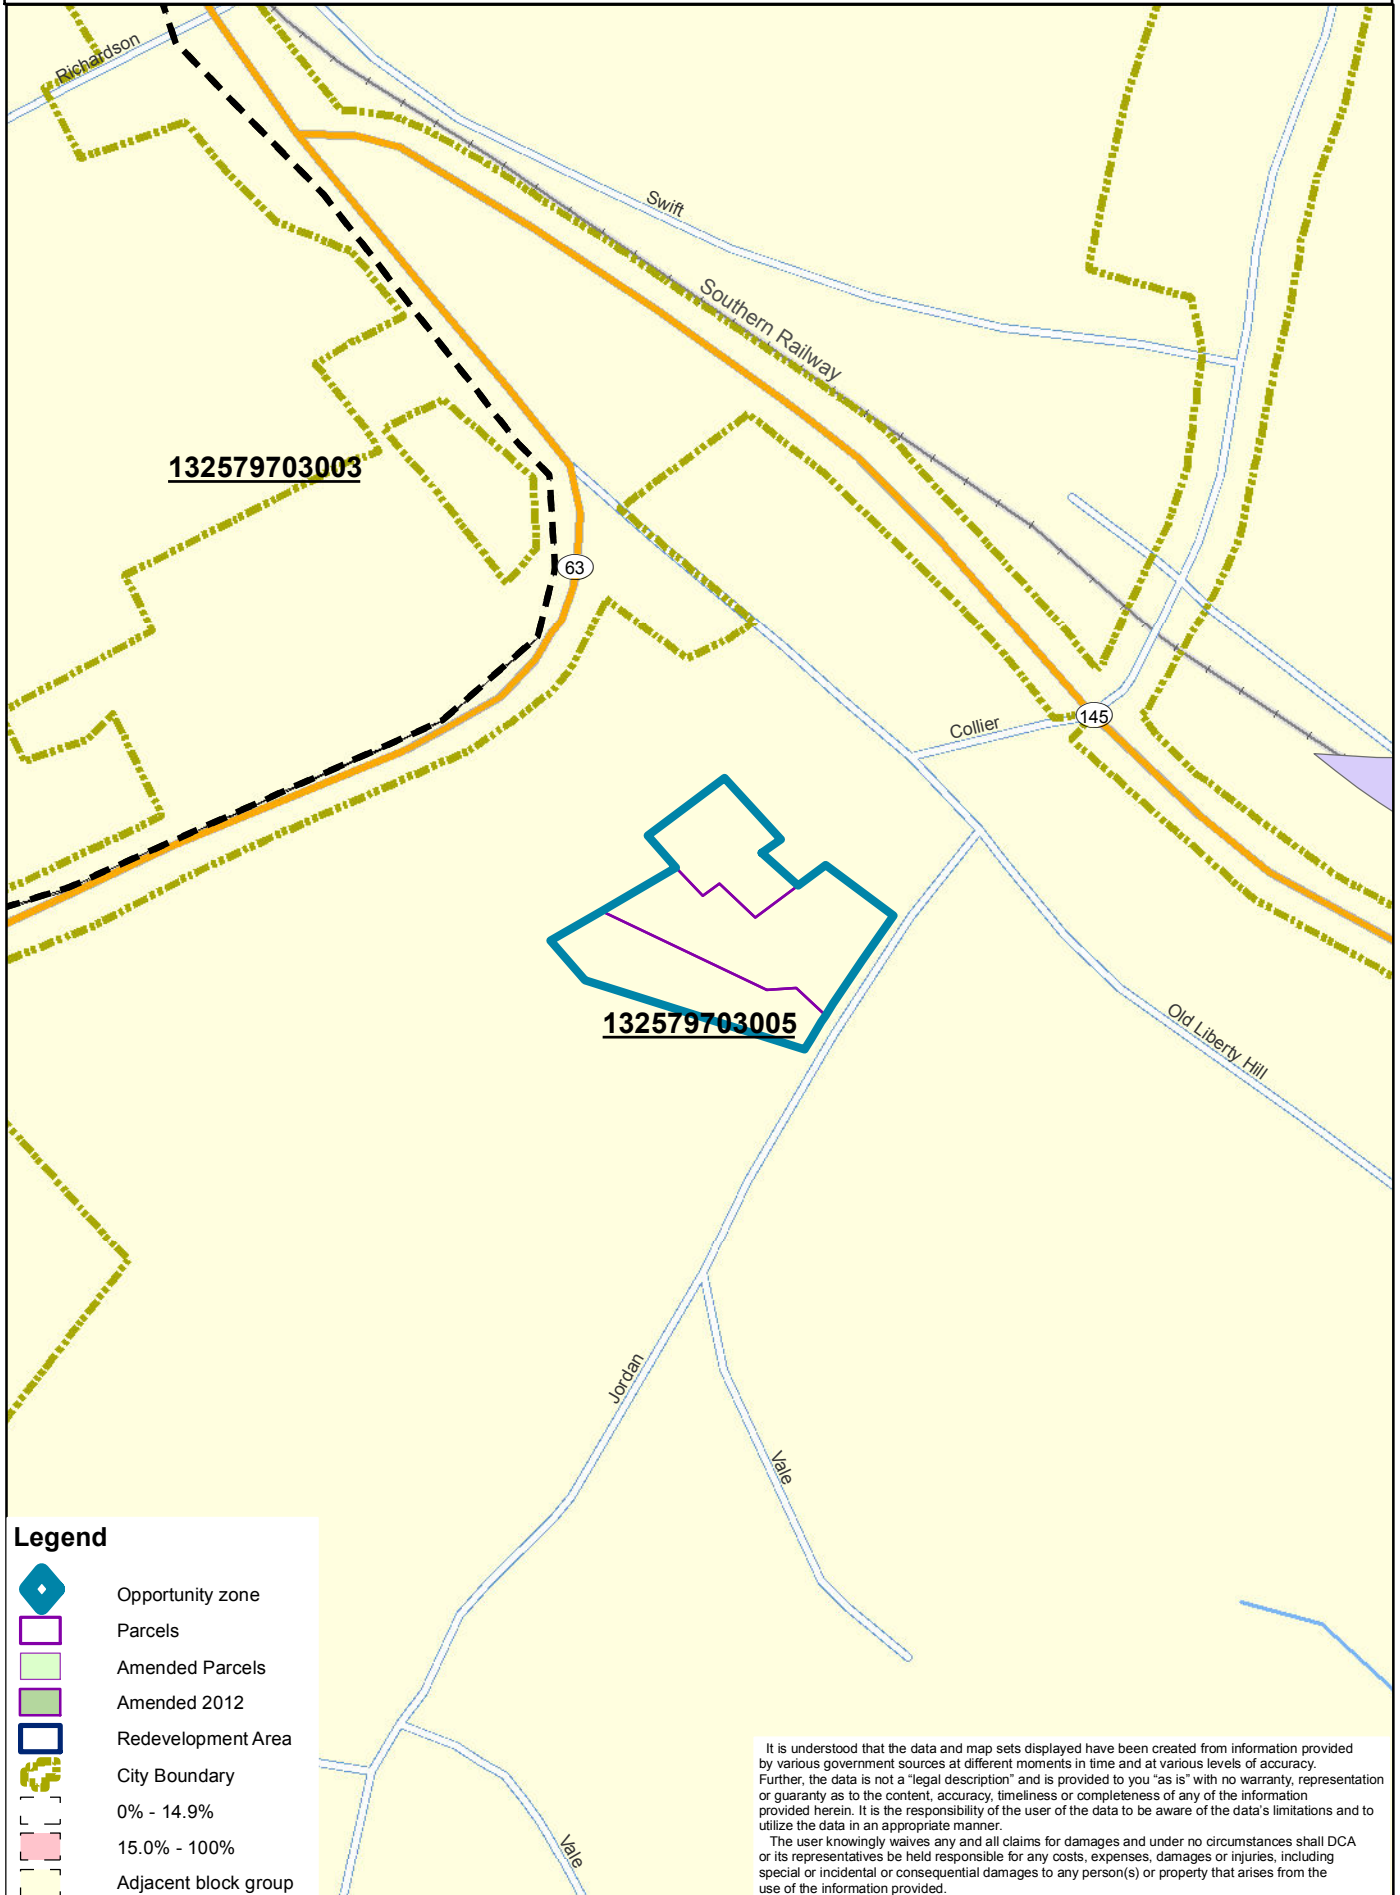 Richardson
Swift
Southern Railway
132579703003
63
Collier
145
132579703005
Old Liberty Hill
Jordan
Vale
Vale
Legend
Opportunity zone
Parcels
Amended Parcels
Amended 2012
Redevelopment Area
City Boundary
0% - 14.9%
15.0% - 100%
Adjacent block group
It is understood that the data and map sets displayed have been created from information provided
by various government sources at different moments in time and at various levels of accuracy.
Further, the data is not a “legal description” and is provided to you “as is” with no warranty, representation
or guaranty as to the content, accuracy, timeliness or completeness of any of the information
provided herein. It is the responsibility of the user of the data to be aware of the data's limitations and to
utilize the data in an appropriate manner.
The user knowingly waives any and all claims for damages and under no circumstances shall DCA
or its representatives be held responsible for any costs, expenses, damages or injuries, including
special or incidental or consequential damages to any person(s) or property that arises from the
use of the information provided.